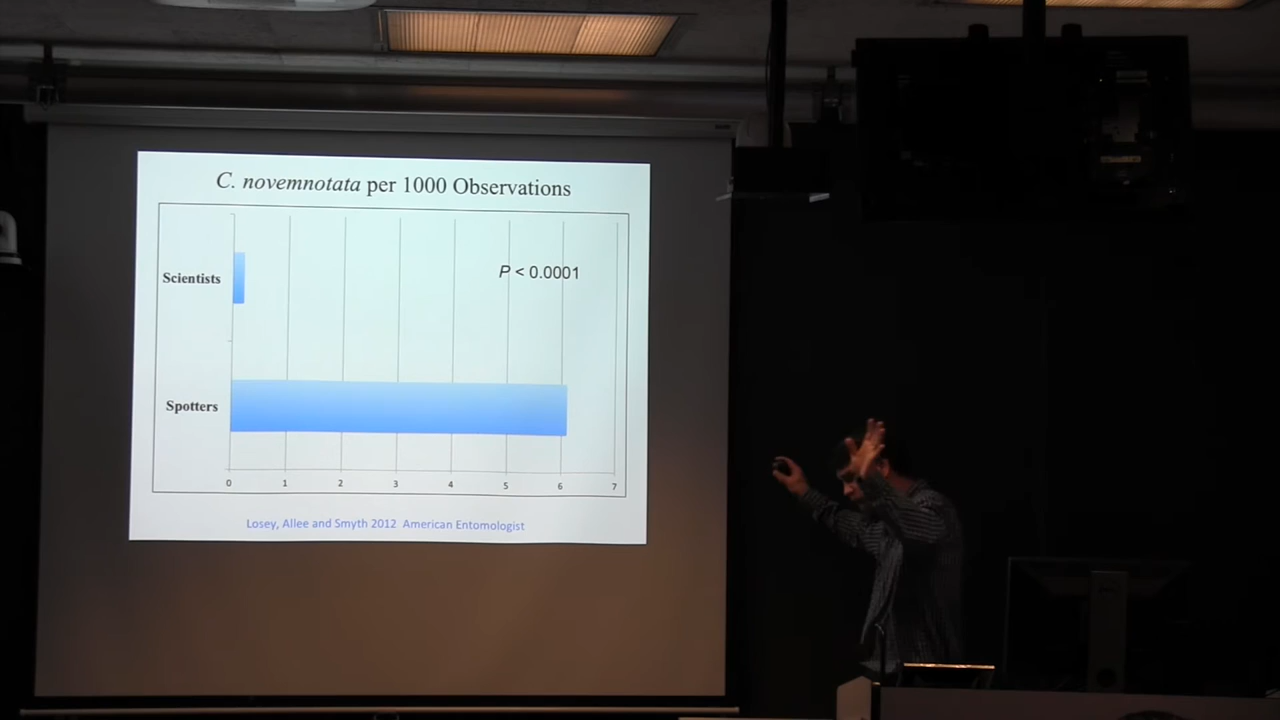 C. novemnotata per 1000 Observations
Scientists
P < 0.0001
Spotters
0 1 2 3 4 5 6 7
Losey, Allee and Smyth 2012 American Entomologist